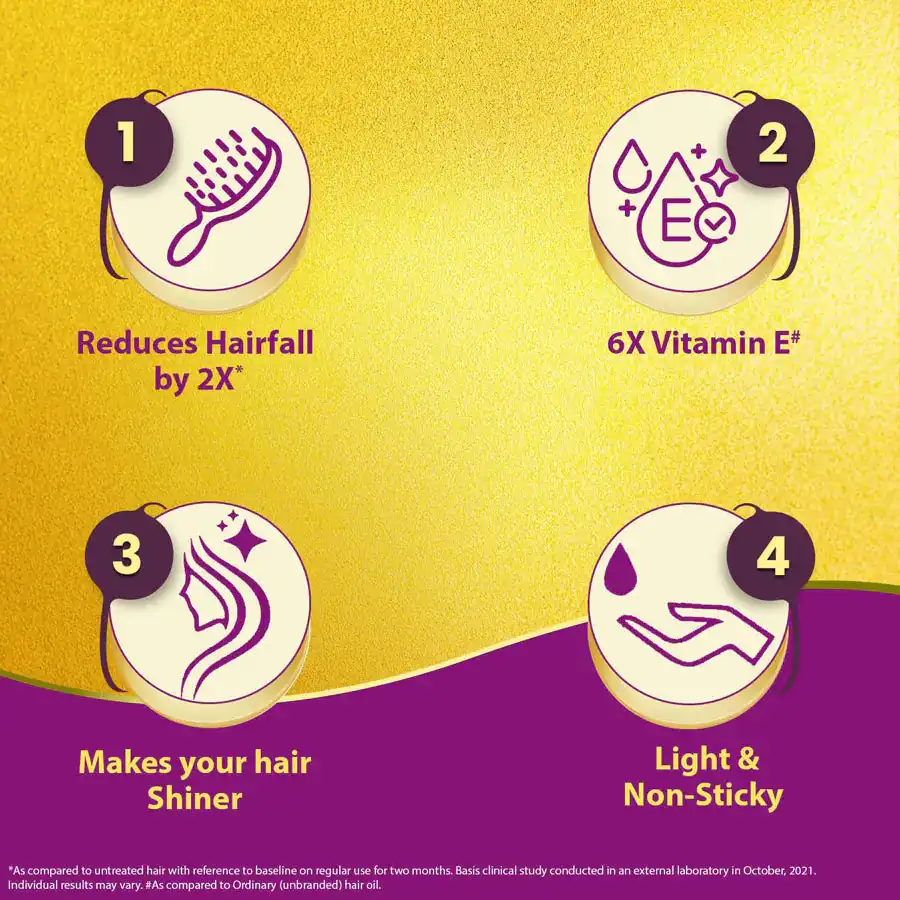 1
Reduces Hairfall
by 2X*
2
E
6X Vitamin E#
3
Makes your hair
Shiner
4
Light &
Non-Sticky
*As compared to untreated hair with reference to baseline on regular use for two months. Basis clinical study conducted in an external laboratory in October, 2021.
Individual results may vary. #As compared to Ordinary (unbranded) hair oil.